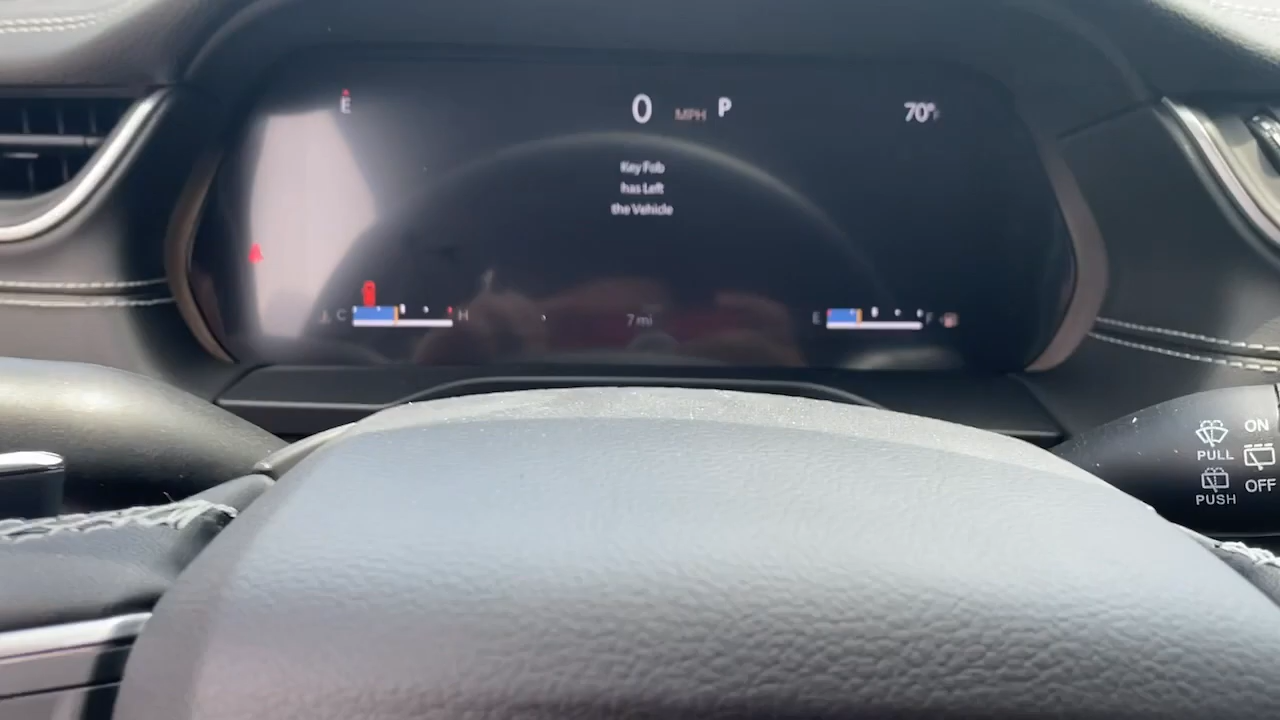 E
0 MPH P
70°F
Key Fob
has Left
the Vehicle
C H
7 mi
E F
PULL
PUSH
ON
OFF